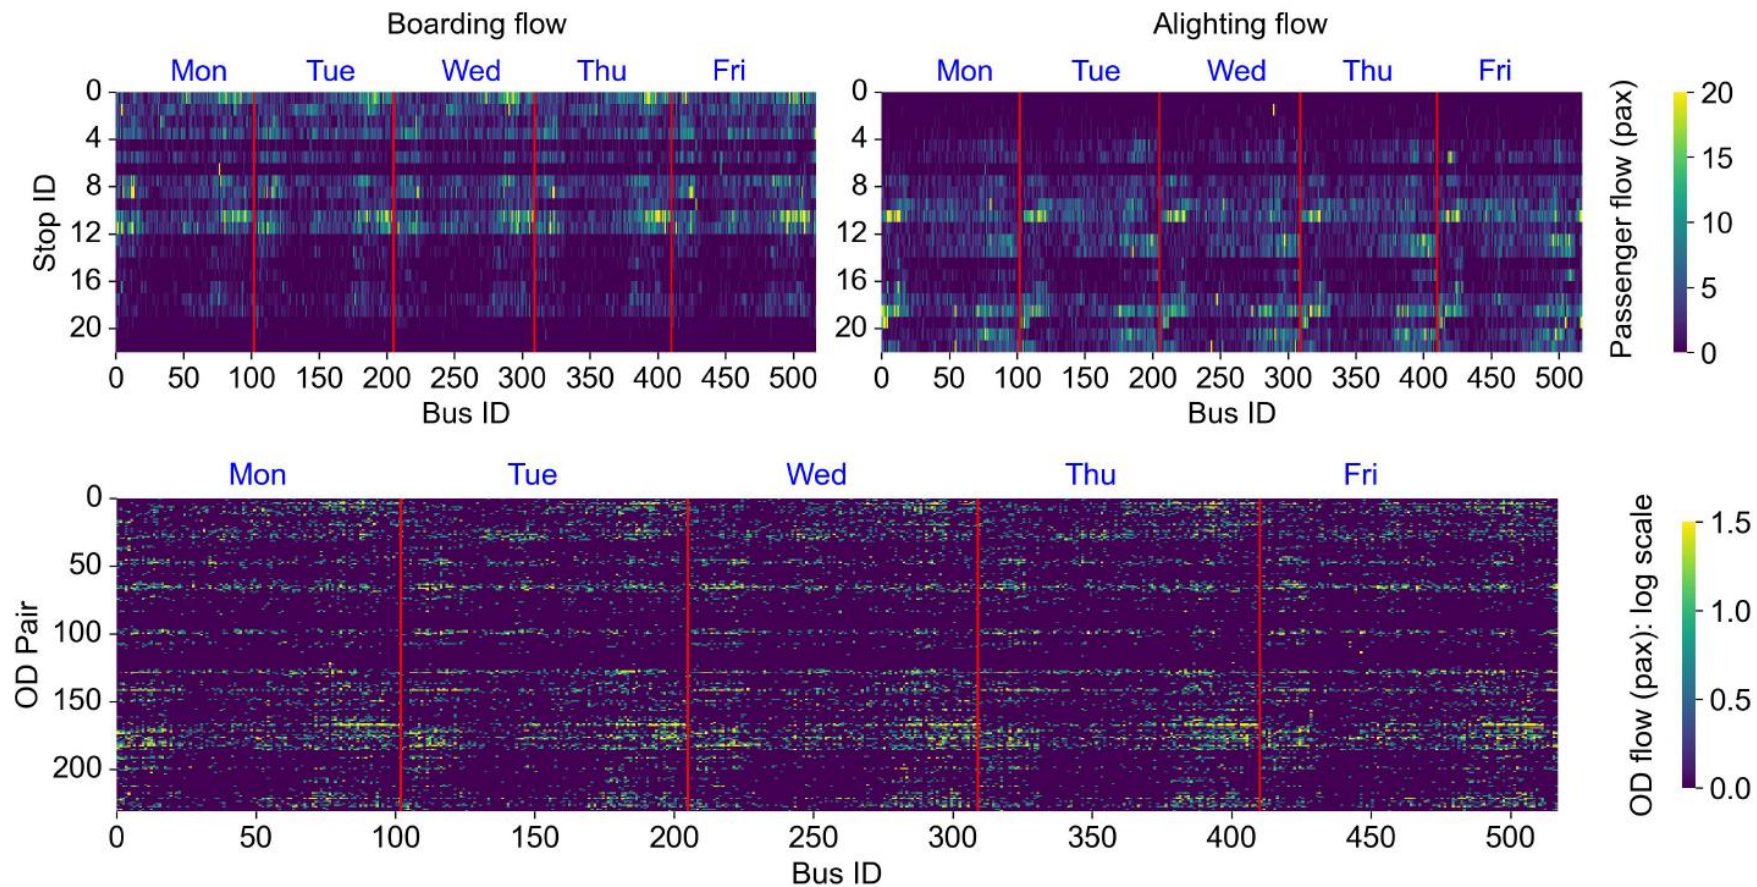 Boarding flow
Mon Tue Wed Thu Fri
0
4
8
12
16
20
Stop ID
0 50 100 150 200 250 300 350 400 450 500
Bus ID
Alighting flow
Mon Tue Wed Thu Fri
0
4
8
12
16
20
0 50 100 150 200 250 300 350 400 450 500
Bus ID
Passenger flow (pax)
20
15
10
5
0
Mon Tue Wed Thu Fri
0
50
100
150
200
OD Pair
0 50 100 150 200 250 300 350 400 450 500
Bus ID
OD flow (pax): log scale
1.5
1.0
0.5
0.0